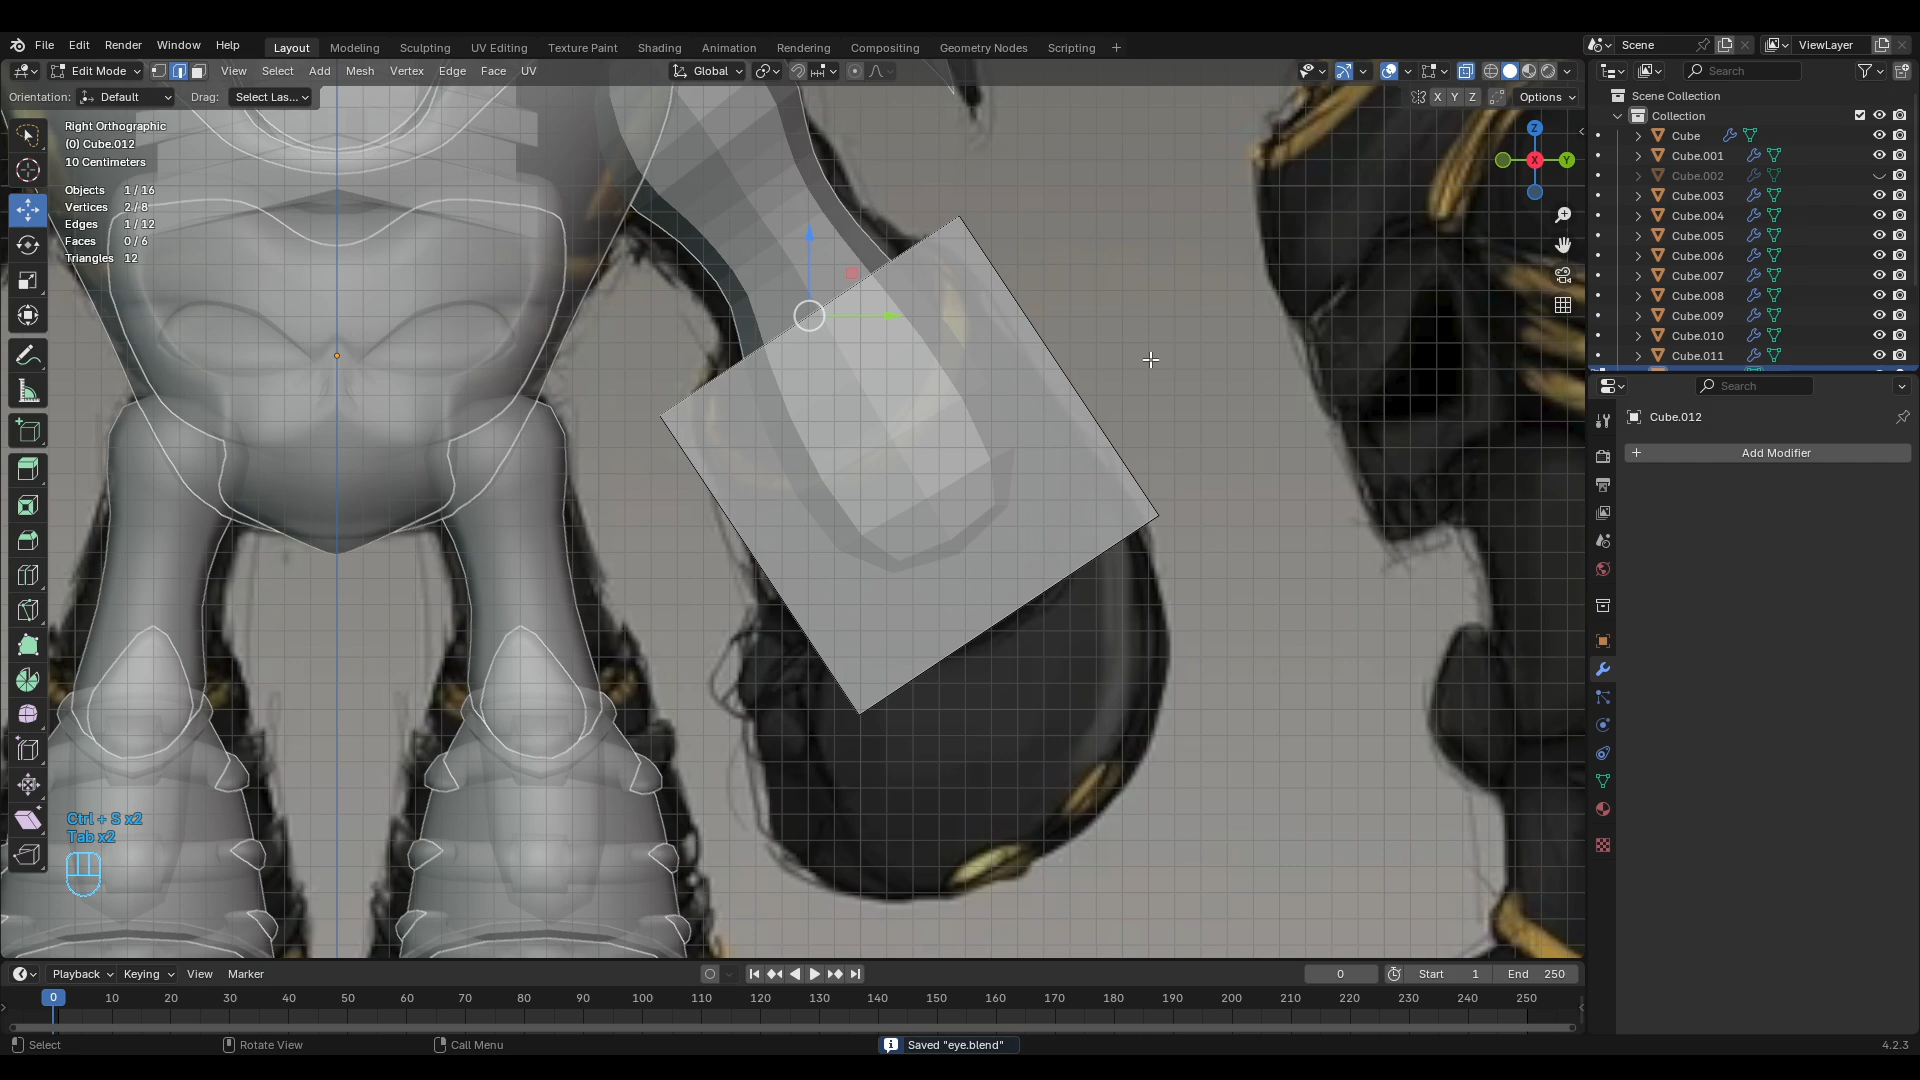 File Edit Render Window Help Layout Modeling Sculpting UV Editing Texture Paint Shading Animation Rendering Compositing Geometry Nodes Scripting + Scene ViewLayer
Edit Mode View Select Add Mesh Vertex Edge Face UV Global Search
Orientation: Default Drag: Select Las... X Y Z Options
Scene Collection
Collection
Right Orthographic
(0) Cube.012
10 Centimeters
Objects 1 / 16
Vertices 2 / 8
Edges 1 / 12
Faces 0 / 6
Triangles 12
Z
X
Y
Cube
Cube.001
Cube.002
Cube.003
Cube.004
Cube.005
Cube.006
Cube.007
Cube.008
Cube.009
Cube.010
Cube.011
Search
Cube.012
+ Add Modifier
Ctrl + S x2
Tab x2
Playback Keying View Marker 0 Start 1 End 250
0 10 20 30 40 50 60 70 80 90 100 110 120 130 140 150 160 170 180 190 200 210 220 230 240 250
Select Rotate View Call Menu Saved "eye.blend" 4.2.3